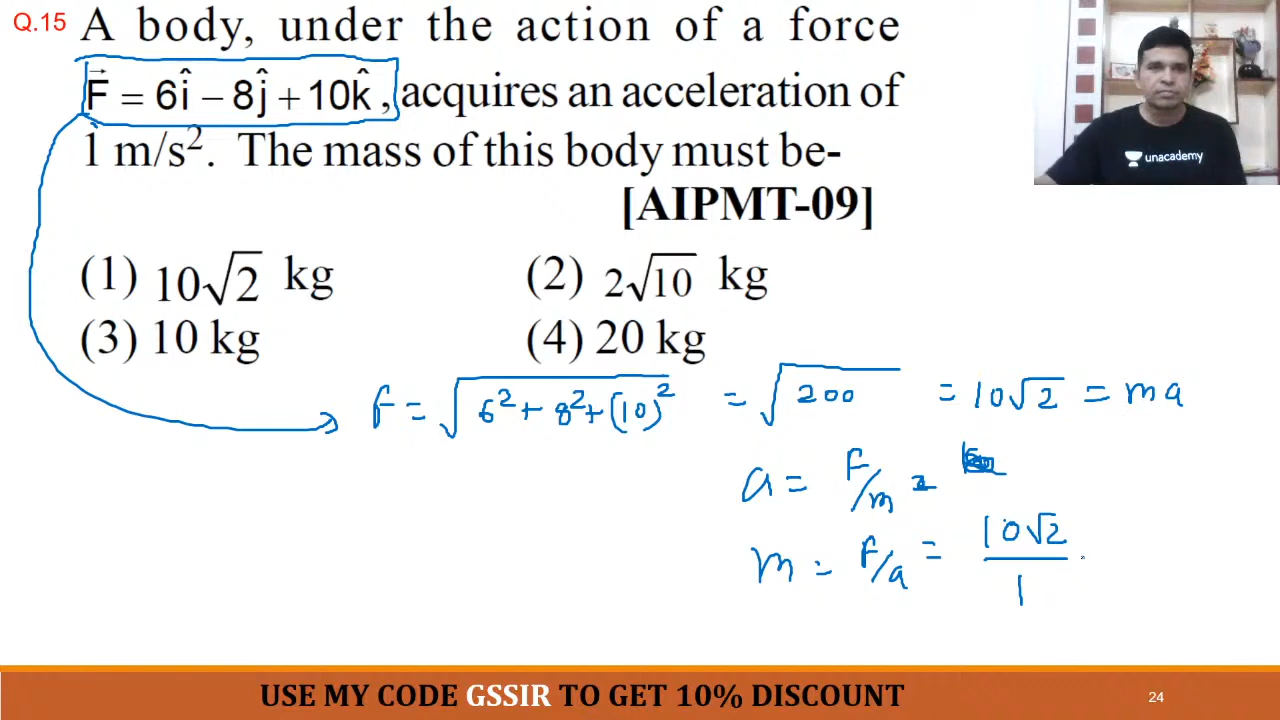 Q.15 A body, under the action of a force
F⃗ = 6î − 8ĵ + 10k̂ , acquires an acceleration of
1 m/s². The mass of this body must be-
[AIPMT-09]
(1) 10√2 kg (2) 2√10 kg
(3) 10 kg (4) 20 kg
F = √(6² + 8² + (10)²) = √200 = 10√2 = ma
a = F/m =
m = F/a = 10√2/1
unacademy
USE MY CODE GSSIR TO GET 10% DISCOUNT
24